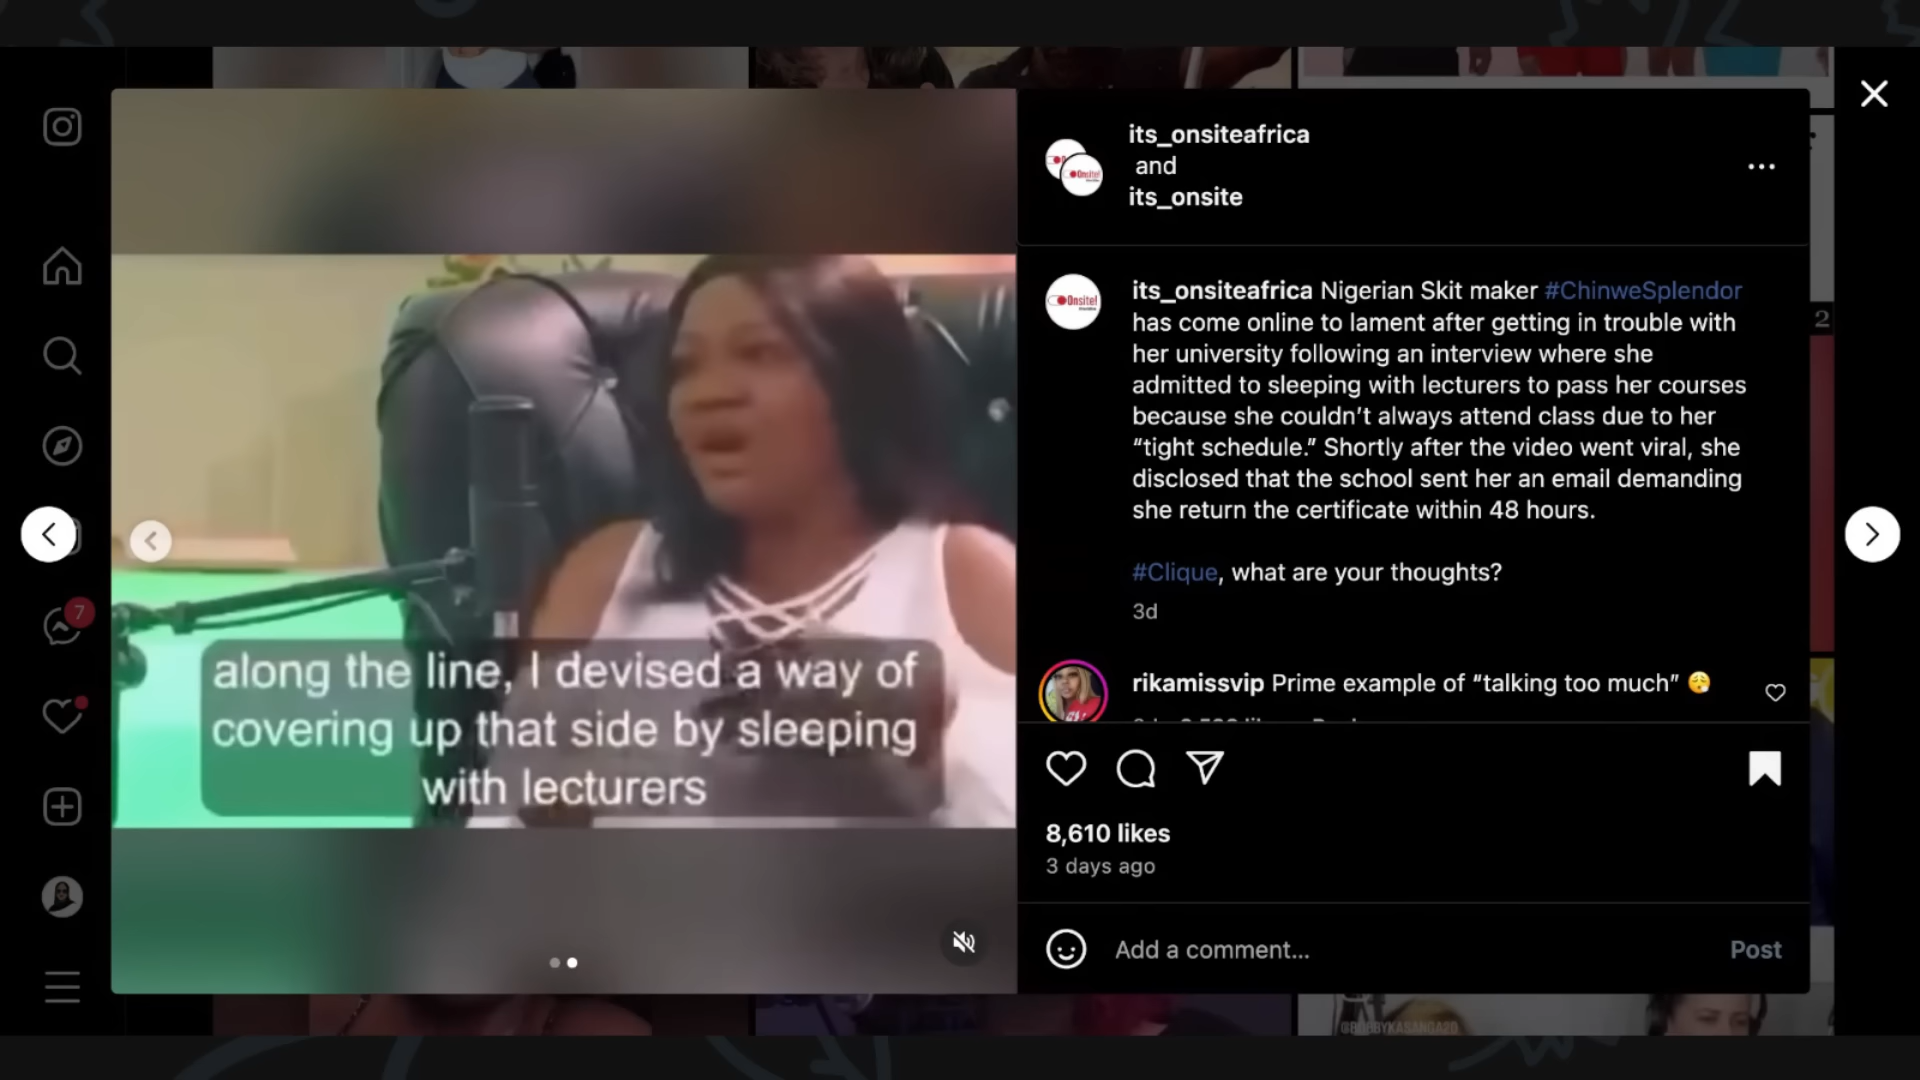 its_onsiteafrica
and
its_onsite
Onsite!
its_onsiteafrica Nigerian Skit maker #ChinweSplendor
has come online to lament after getting in trouble with
her university following an interview where she
admitted to sleeping with lecturers to pass her courses
because she couldn't always attend class due to her
“tight schedule.” Shortly after the video went viral, she
disclosed that the school sent her an email demanding
she return the certificate within 48 hours.
#Clique, what are your thoughts?
3d
rikamissvip Prime example of “talking too much” 😮‍💨
8,610 likes
3 days ago
Add a comment...
Post
along the line, I devised a way of
covering up that side by sleeping
with lecturers
7
2
@BOBBYKASANGA20